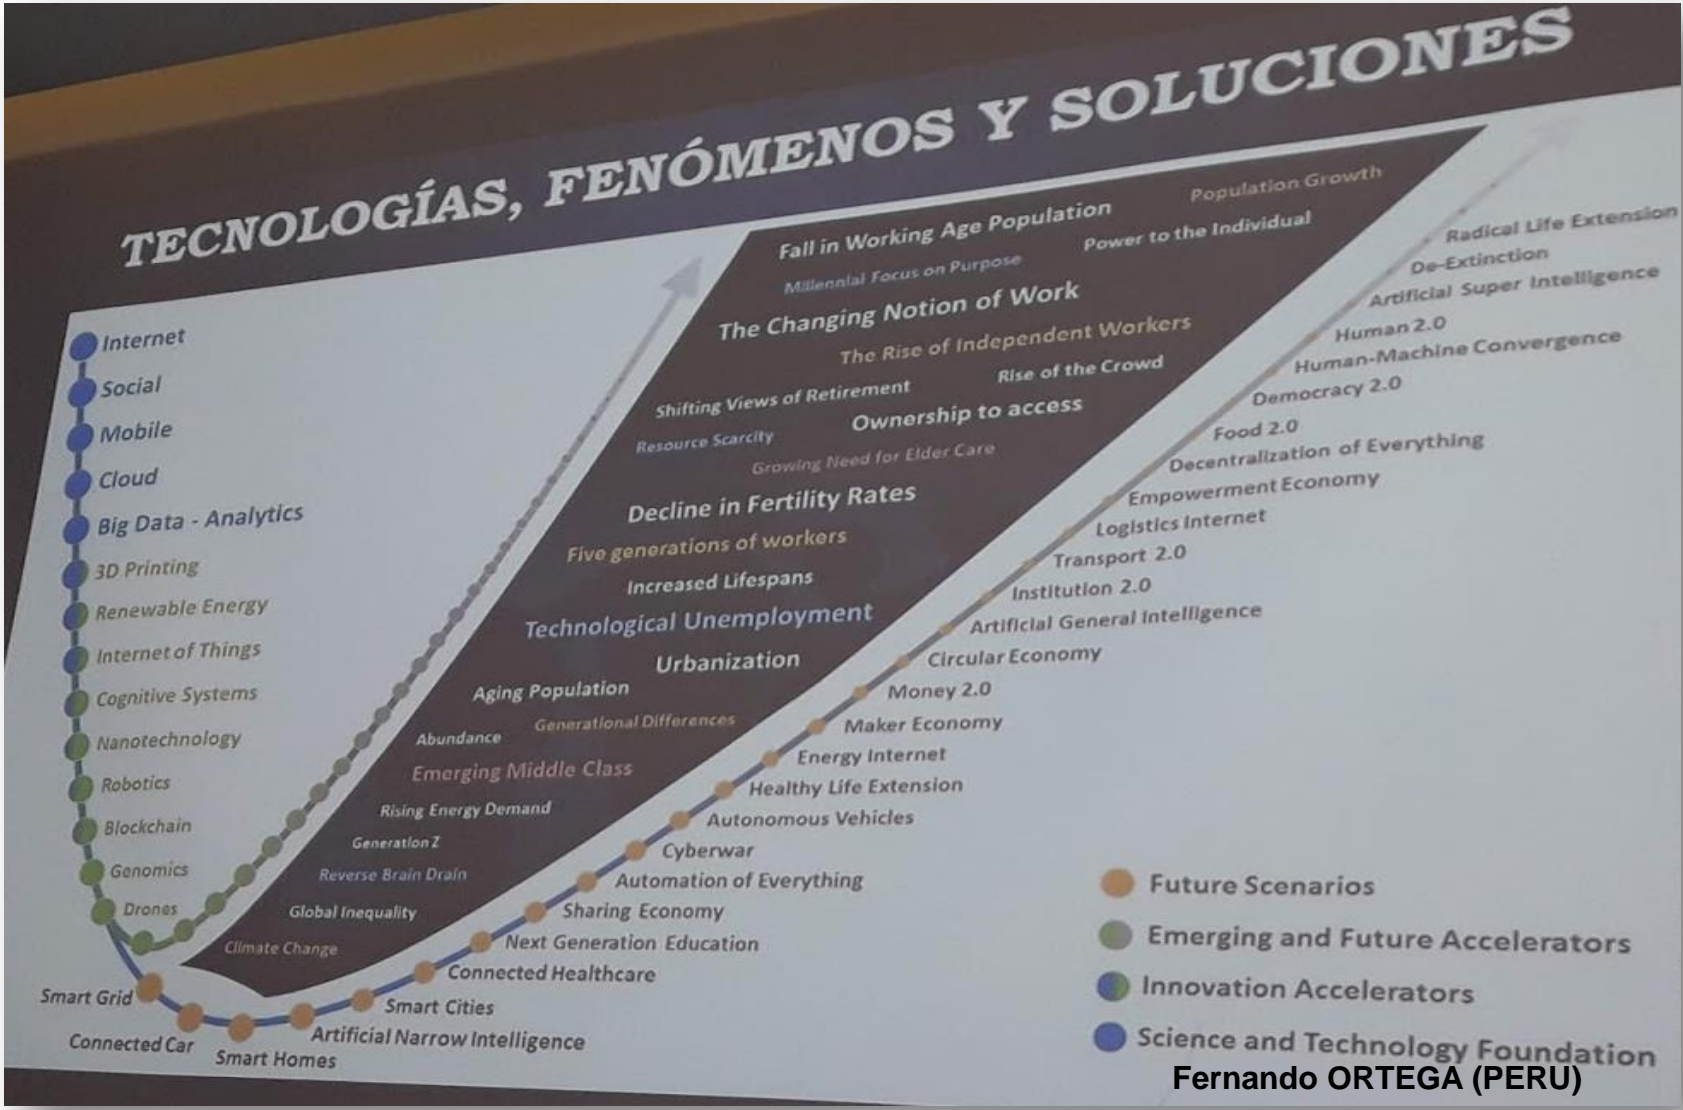 TECNOLOGÍAS, FENÓMENOS Y SOLUCIONES
Internet
Social
Mobile
Cloud
Big Data - Analytics
3D Printing
Renewable Energy
Internet of Things
Cognitive Systems
Nanotechnology
Robotics
Blockchain
Genomics
Drones
Population Growth
Fall in Working Age Population
Power to the Individual
Millennial Focus on Purpose
The Changing Notion of Work
The Rise of Independent Workers
Rise of the Crowd
Shifting Views of Retirement
Ownership to access
Resource Scarcity
Growing Need for Elder Care
Decline in Fertility Rates
Five generations of workers
Increased Lifespans
Technological Unemployment
Urbanization
Aging Population
Generational Differences
Abundance
Emerging Middle Class
Rising Energy Demand
Generation Z
Reverse Brain Drain
Global Inequality
Climate Change
Radical Life Extension
De-Extinction
Artificial Super Intelligence
Human 2.0
Human-Machine Convergence
Democracy 2.0
Food 2.0
Decentralization of Everything
Empowerment Economy
Logistics Internet
Transport 2.0
Institution 2.0
Artificial General Intelligence
Circular Economy
Money 2.0
Maker Economy
Energy Internet
Healthy Life Extension
Autonomous Vehicles
Cyberwar
Automation of Everything
Sharing Economy
Next Generation Education
Connected Healthcare
Smart Cities
Artificial Narrow Intelligence
Smart Homes
Connected Car
Smart Grid
Future Scenarios
Emerging and Future Accelerators
Innovation Accelerators
Science and Technology Foundation
Fernando ORTEGA (PERU)